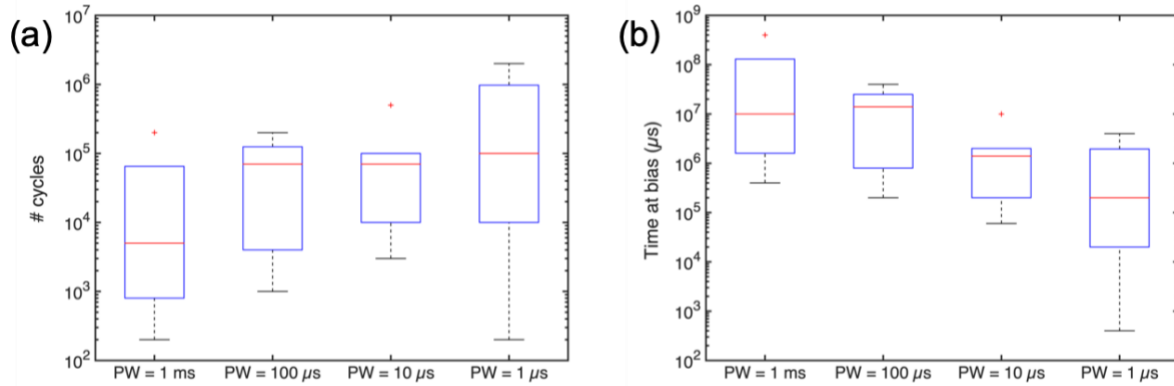 (a)
10^7
10^6
10^5
10^4
10^3
10^2
# cycles
PW = 1 ms PW = 100 µs PW = 10 µs PW = 1 µs
(b)
10^9
10^8
10^7
10^6
10^5
10^4
10^3
10^2
Time at bias (µs)
PW = 1 ms PW = 100 µs PW = 10 µs PW = 1 µs